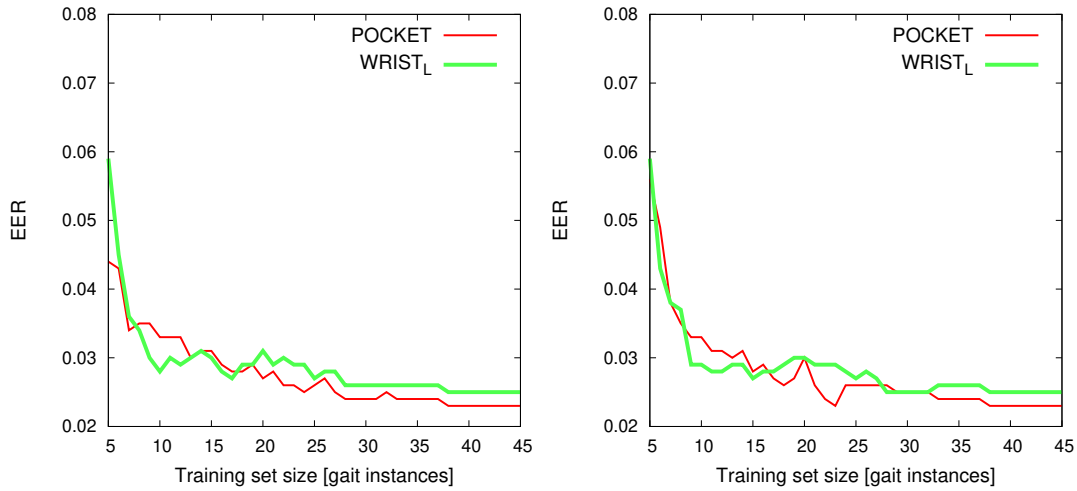 0.08
0.07
0.06
0.05
0.04
0.03
0.02
5 10 15 20 25 30 35 40 45
EER
Training set size [gait instances]
POCKET
WRIST_L
0.08
0.07
0.06
0.05
0.04
0.03
0.02
5 10 15 20 25 30 35 40 45
EER
Training set size [gait instances]
POCKET
WRIST_L